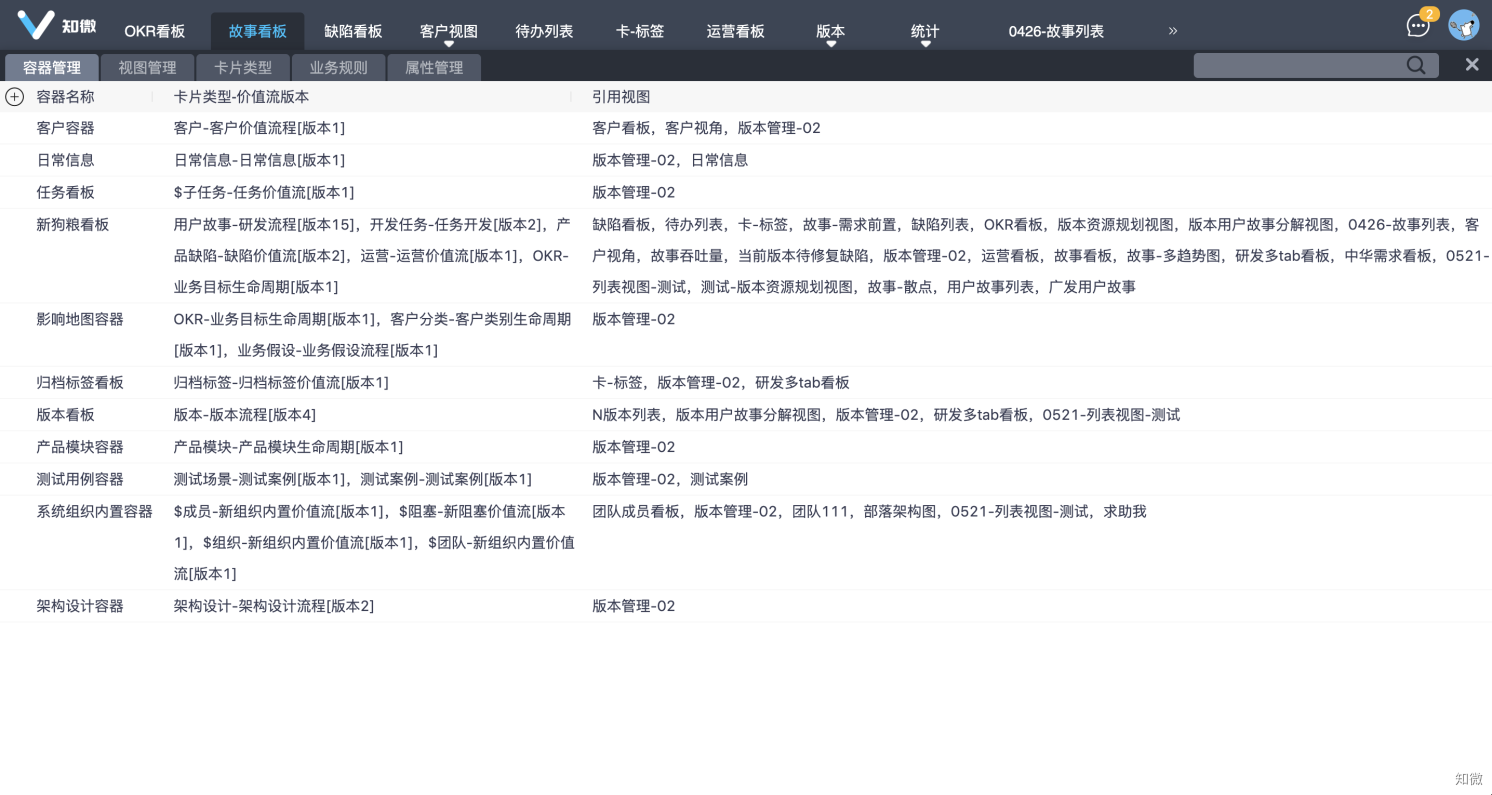 知微 OKR看板 故事看板 缺陷看板 客户视图 待办列表 卡-标签 运营看板 版本 统计 0426-故事列表 » 2
容器管理 视图管理 卡片类型 业务规则 属性管理
容器名称 卡片类型-价值流版本 引用视图
客户容器 客户-客户价值流程[版本1] 客户看板，客户视角，版本管理-02
日常信息 日常信息-日常信息[版本1] 版本管理-02，日常信息
任务看板 $子任务-任务价值流[版本1] 版本管理-02
新狗粮看板 用户故事-研发流程[版本15]，开发任务-任务开发[版本2]，产 缺陷看板，待办列表，卡-标签，故事-需求前置，缺陷列表，OKR看板，版本资源规划视图，版本用户故事分解视图，0426-故事列表，客
品缺陷-缺陷价值流[版本2]，运营-运营价值流[版本1]，OKR- 户视角，故事吞吐量，当前版本待修复缺陷，版本管理-02，运营看板，故事看板，故事-多趋势图，研发多tab看板，中华需求看板，0521-
业务目标生命周期[版本1] 列表视图-测试，测试-版本资源规划视图，故事-散点，用户故事列表，广发用户故事
影响地图容器 OKR-业务目标生命周期[版本1]，客户分类-客户类别生命周期 版本管理-02
[版本1]，业务假设-业务假设流程[版本1]
归档标签看板 归档标签-归档标签价值流[版本1] 卡-标签，版本管理-02，研发多tab看板
版本看板 版本-版本流程[版本4] N版本列表，版本用户故事分解视图，版本管理-02，研发多tab看板，0521-列表视图-测试
产品模块容器 产品模块-产品模块生命周期[版本1] 版本管理-02
测试用例容器 测试场景-测试案例[版本1]，测试案例-测试案例[版本1] 版本管理-02，测试案例
系统组织内置容器 $成员-新组织内置价值流[版本1]，$阻塞-新阻塞价值流[版本 团队成员看板，版本管理-02，团队111，部落架构图，0521-列表视图-测试，求助我
1]，$组织-新组织内置价值流[版本1]，$团队-新组织内置价值
流[版本1]
架构设计容器 架构设计-架构设计流程[版本2] 版本管理-02
知微